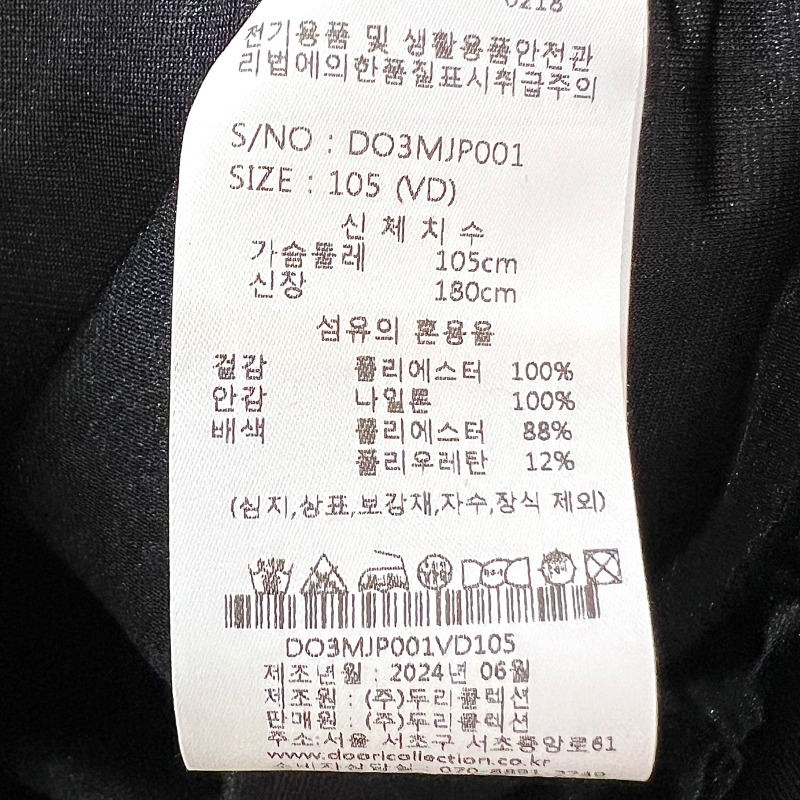 0218
전기용품 및 생활용품안전관
리법에의한품질표시취급주의
S/NO : DO3MJP001
SIZE : 105 (VD)
신 체 치 수
가슴둘레 105cm
신장 180cm
섬유의 혼용율
겉감 폴리에스터 100%
안감 나일론 100%
배색 폴리에스터 88%
폴리우레탄 12%
(심지,상표,보강재,자수,장식 제외)
DO3MJP001VD105
제조년월 : 2024년 06월
제조원 : (주)두리콜렉션
판매원 : (주)두리콜렉션
주소:서울 서초구 서초중앙로61
www.dooricollection.co.kr
소비자상담실 :